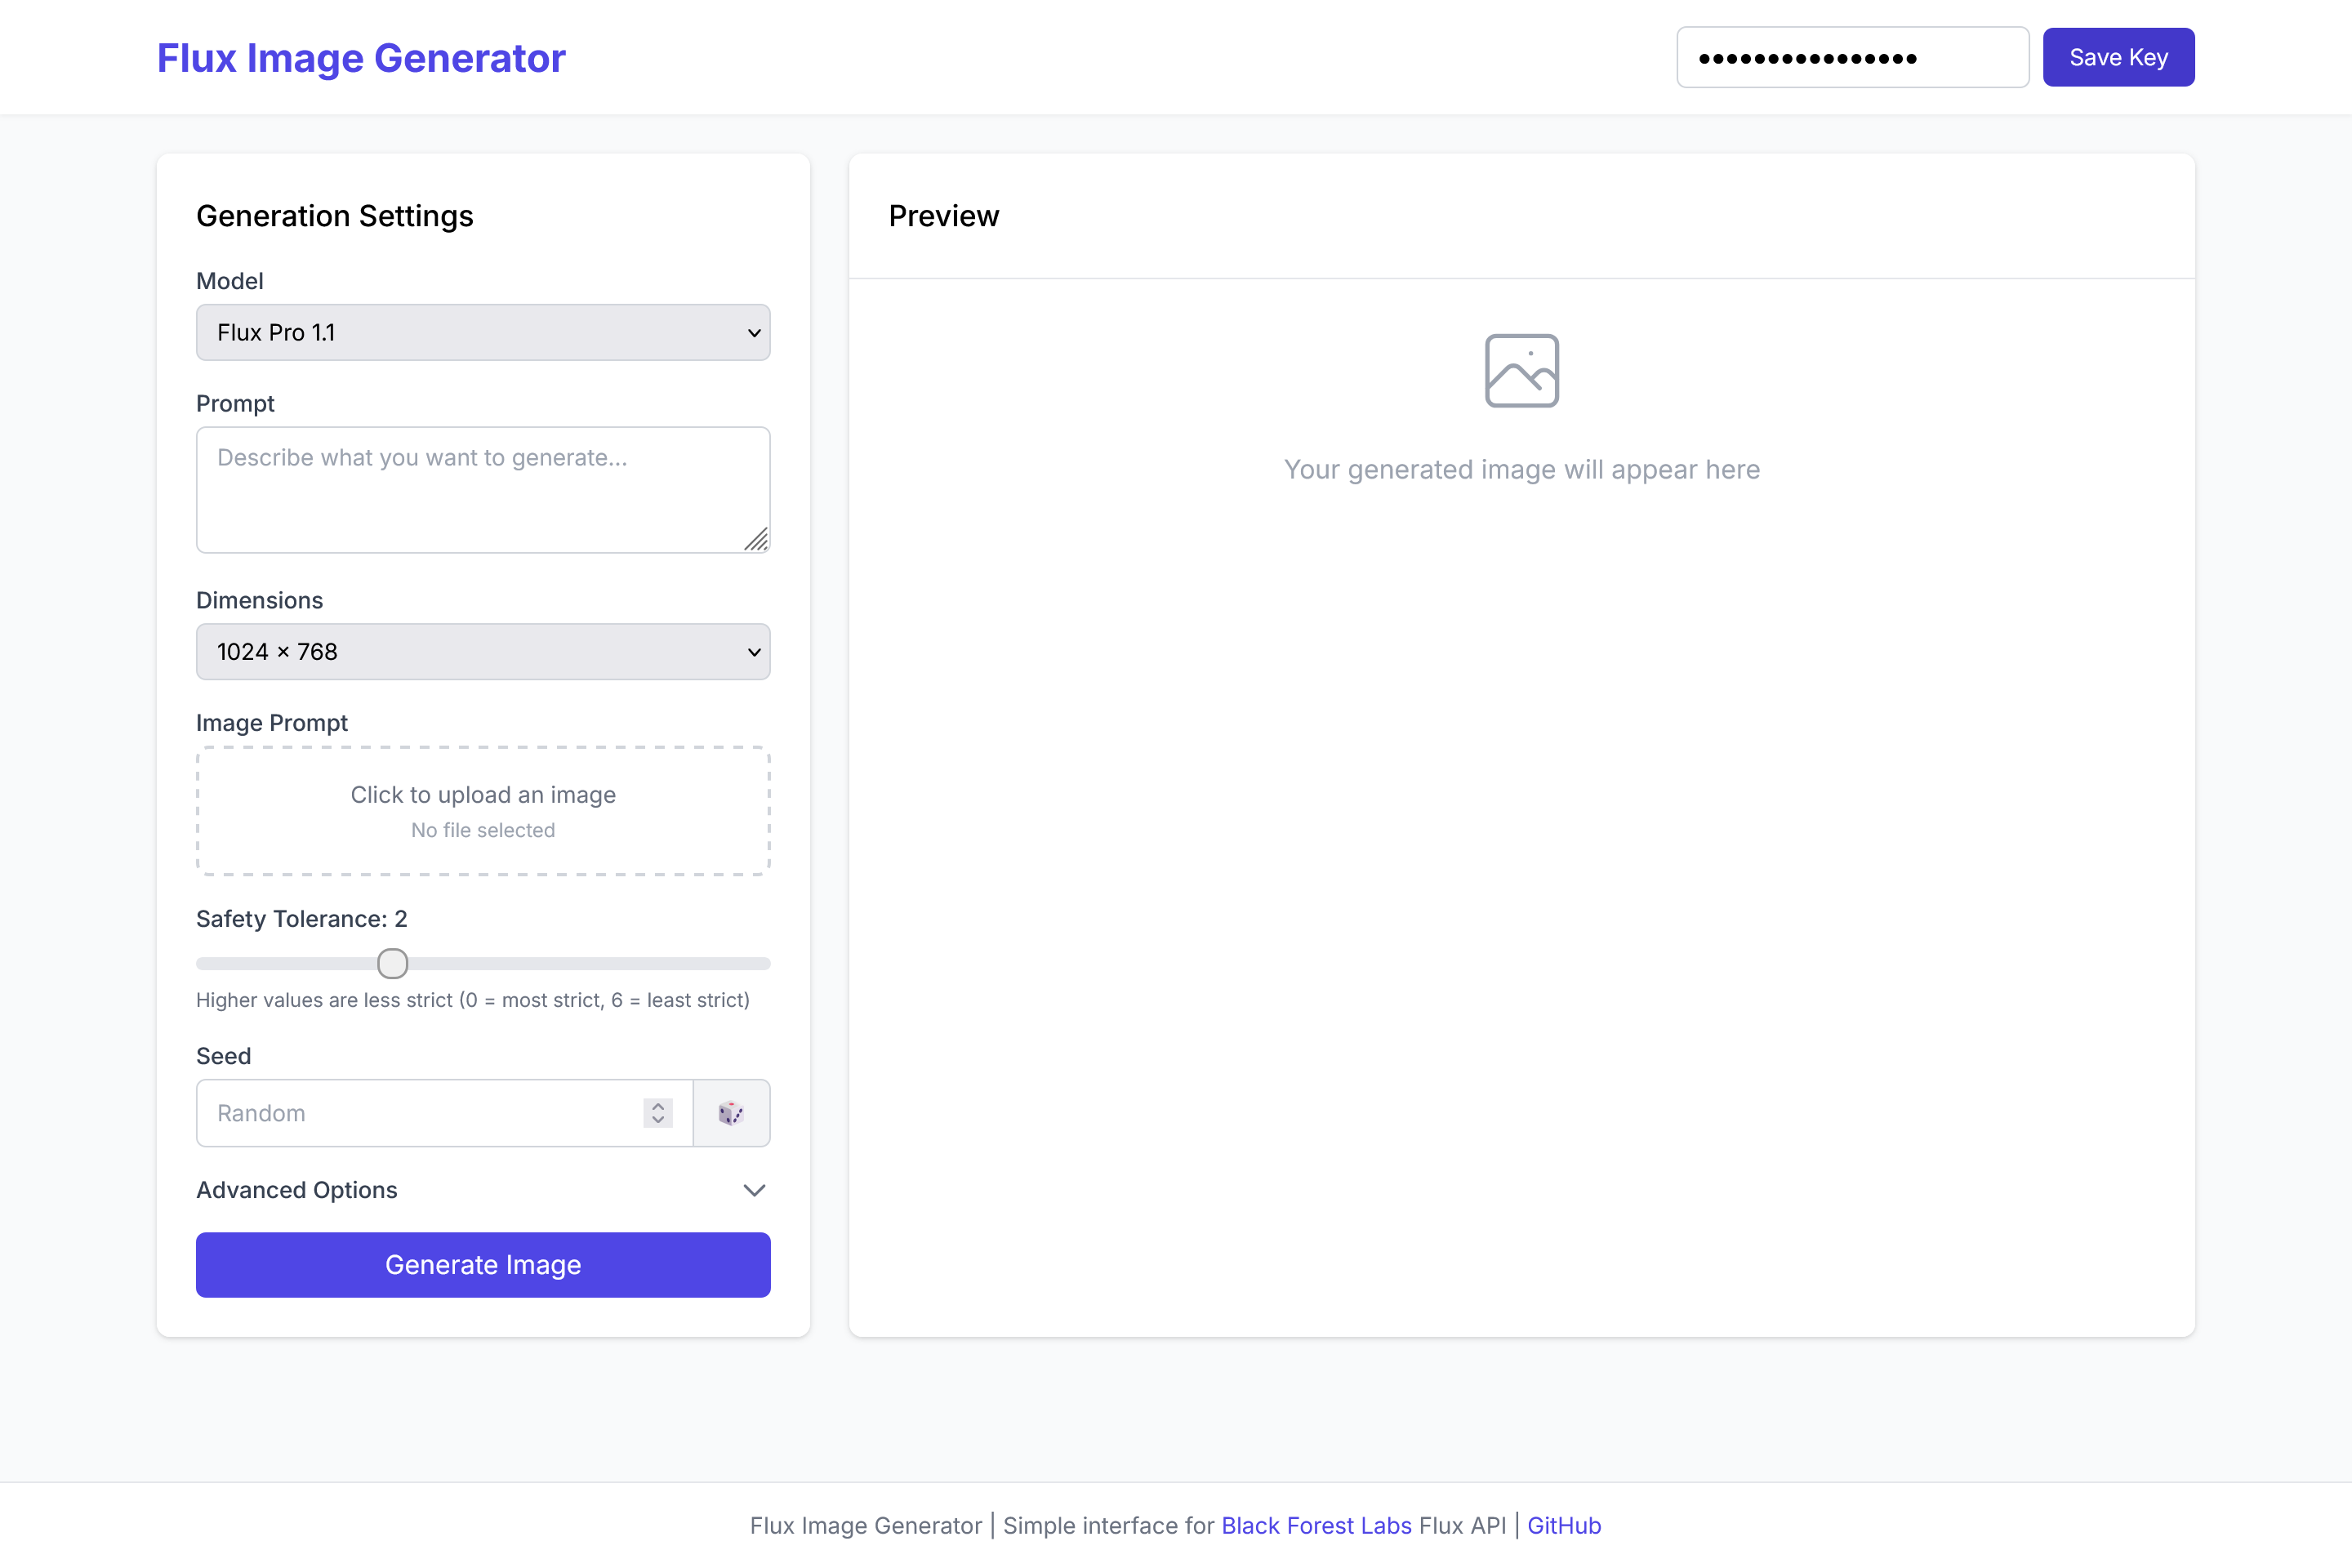 Flux Image Generator
••••••••••••••••
Save Key
Generation Settings
Model
Flux Pro 1.1
Prompt
Describe what you want to generate...
Dimensions
1024 × 768
Image Prompt
Click to upload an image
No file selected
Safety Tolerance: 2
Higher values are less strict (0 = most strict, 6 = least strict)
Seed
Random
Advanced Options
Generate Image
Preview
Your generated image will appear here
Flux Image Generator | Simple interface for Black Forest Labs Flux API | GitHub